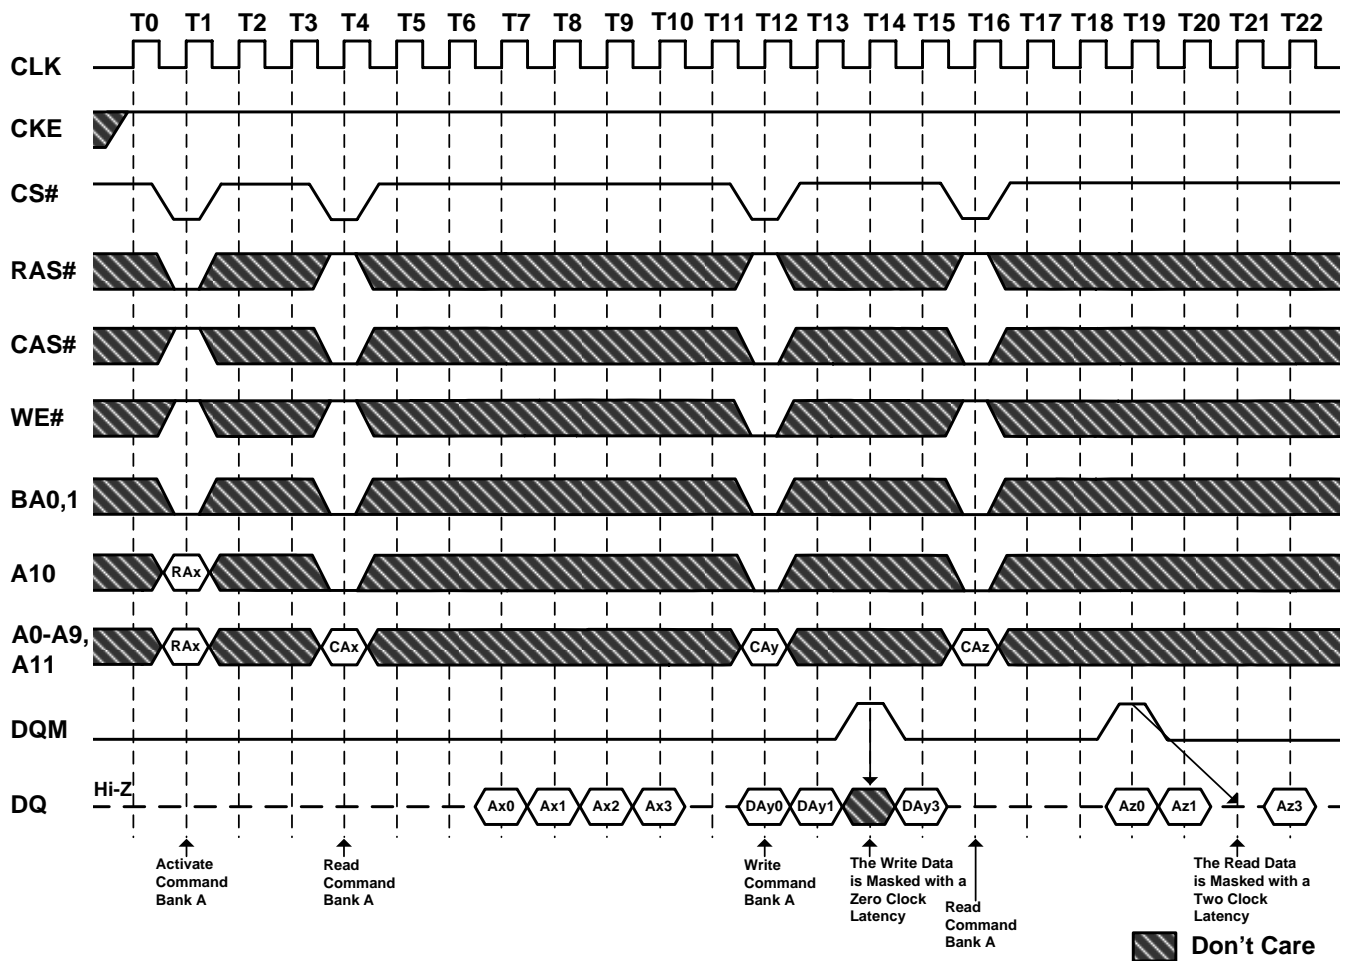 T0 T1 T2 T3 T4 T5 T6 T7 T8 T9 T10 T11 T12 T13 T14 T15 T16 T17 T18 T19 T20 T21 T22
CLK
CKE
CS#
RAS#
CAS#
WE#
BA0,1
A10 RAx
A0-A9,
A11
RAx CAx CAy CAz
DQM
DQ
Hi-Z
Ax0 Ax1 Ax2 Ax3 DAy0 DAy1 DAy3 Az0 Az1 Az3
Activate
Command
Bank A
Read
Command
Bank A
Write
Command
Bank A
The Write Data
is Masked with a
Zero Clock
Latency
Read
Command
Bank A
The Read Data
is Masked with a
Two Clock
Latency
Don't Care